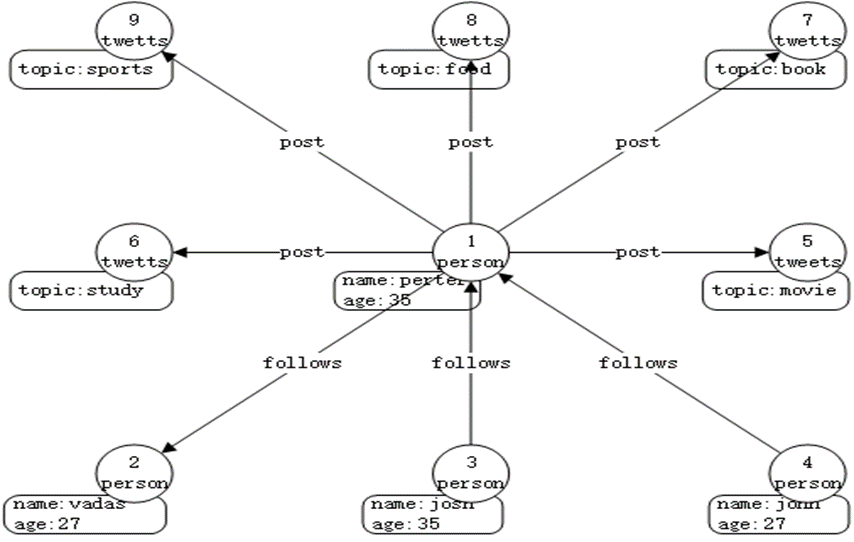 9
twetts
topic:sports
8
twetts
topic:food
7
twetts
topic:book
post
post
post
6
twetts
topic:study
post
1
person
name:perter
age:35
post
5
tweets
topic:movie
follows
follows
follows
2
person
name:vadas
age:27
3
person
name:josh
age:35
4
person
name:john
age:27